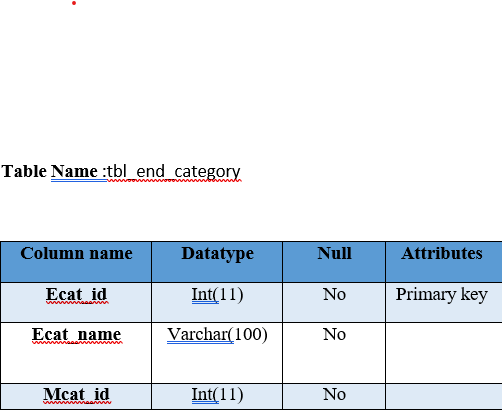 Table Name :tbl_end_category
Column name Datatype Null Attributes
Ecat_id Int(11) No Primary key
Ecat_name Varchar(100) No
Mcat_id Int(11) No